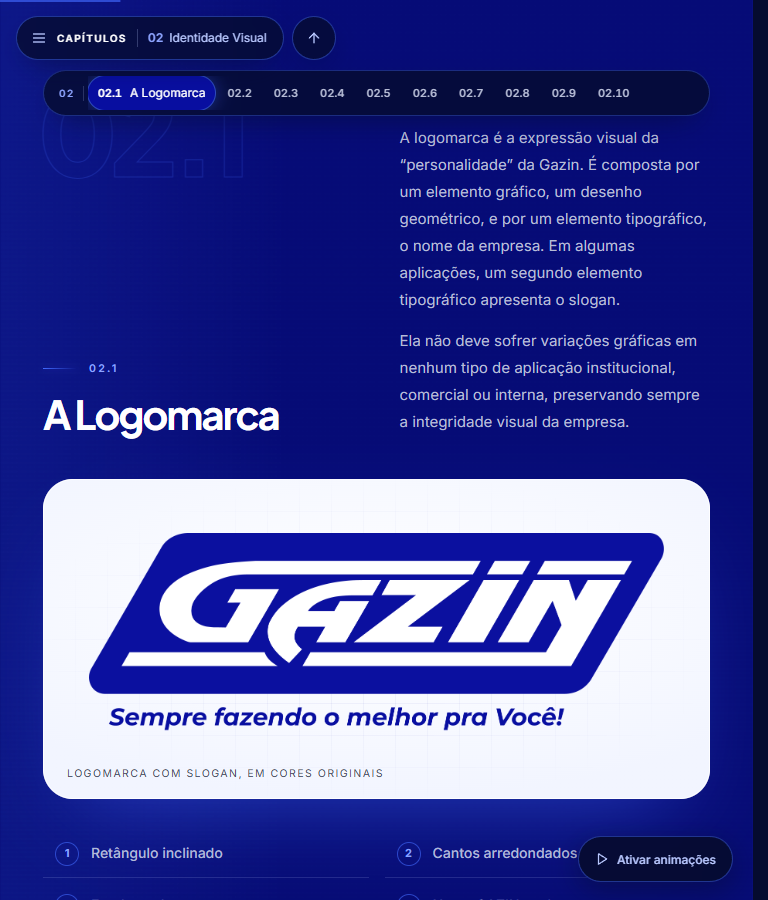 CAPÍTULOS 02 Identidade Visual
02 02.1 A Logomarca 02.2 02.3 02.4 02.5 02.6 02.7 02.8 02.9 02.10
02.1
A logomarca é a expressão visual da
“personalidade” da Gazin. É composta por
um elemento gráfico, um desenho
geométrico, e por um elemento tipográfico,
o nome da empresa. Em algumas
aplicações, um segundo elemento
tipográfico apresenta o slogan.
Ela não deve sofrer variações gráficas em
nenhum tipo de aplicação institucional,
comercial ou interna, preservando sempre
a integridade visual da empresa.
02.1
A Logomarca
GAZIN
Sempre fazendo o melhor pra Você!
LOGOMARCA COM SLOGAN, EM CORES ORIGINAIS
1 Retângulo inclinado
2 Cantos arredondados
Ativar animações